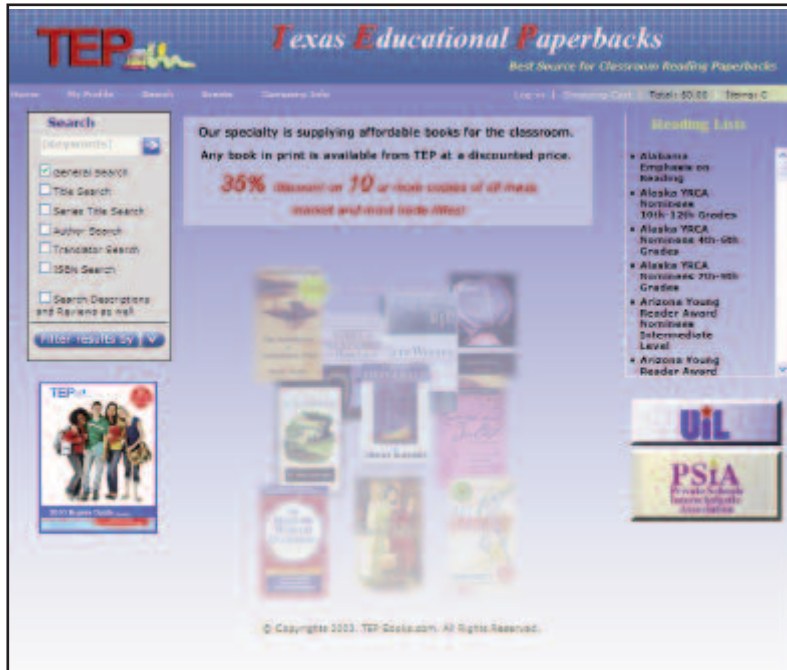 TEP
Texas Educational Paperbacks
Best Source for Classroom Reading Paperbacks
Home My Profile Search Events Company Info
Log In | Shopping Cart | Total: $0.00 Items: 0
Search
[keywords]
General Search
Title Search
Series Title Search
Author Search
Translator Search
ISBN Search
Search Descriptions
and Reviews as well
Filter results by
Our specialty is supplying affordable books for the classroom.
Any book in print is available from TEP at a discounted price.
35% discount on 10 or more copies of all mass
market and most trade titles!
Reading Lists
Alabama
Emphasis on
Reading
Alaska YRCA
Nominees
10th-12th Grades
Alaska YRCA
Nominees 4th-6th
Grades
Alaska YRCA
Nominees 7th-9th
Grades
Arizona Young
Reader Award
Nominees
Intermediate
Level
Arizona Young
Reader Award
TEP
UiL
PSiA
Private Schools
Interscholastic
Association
All Rights Reserved.